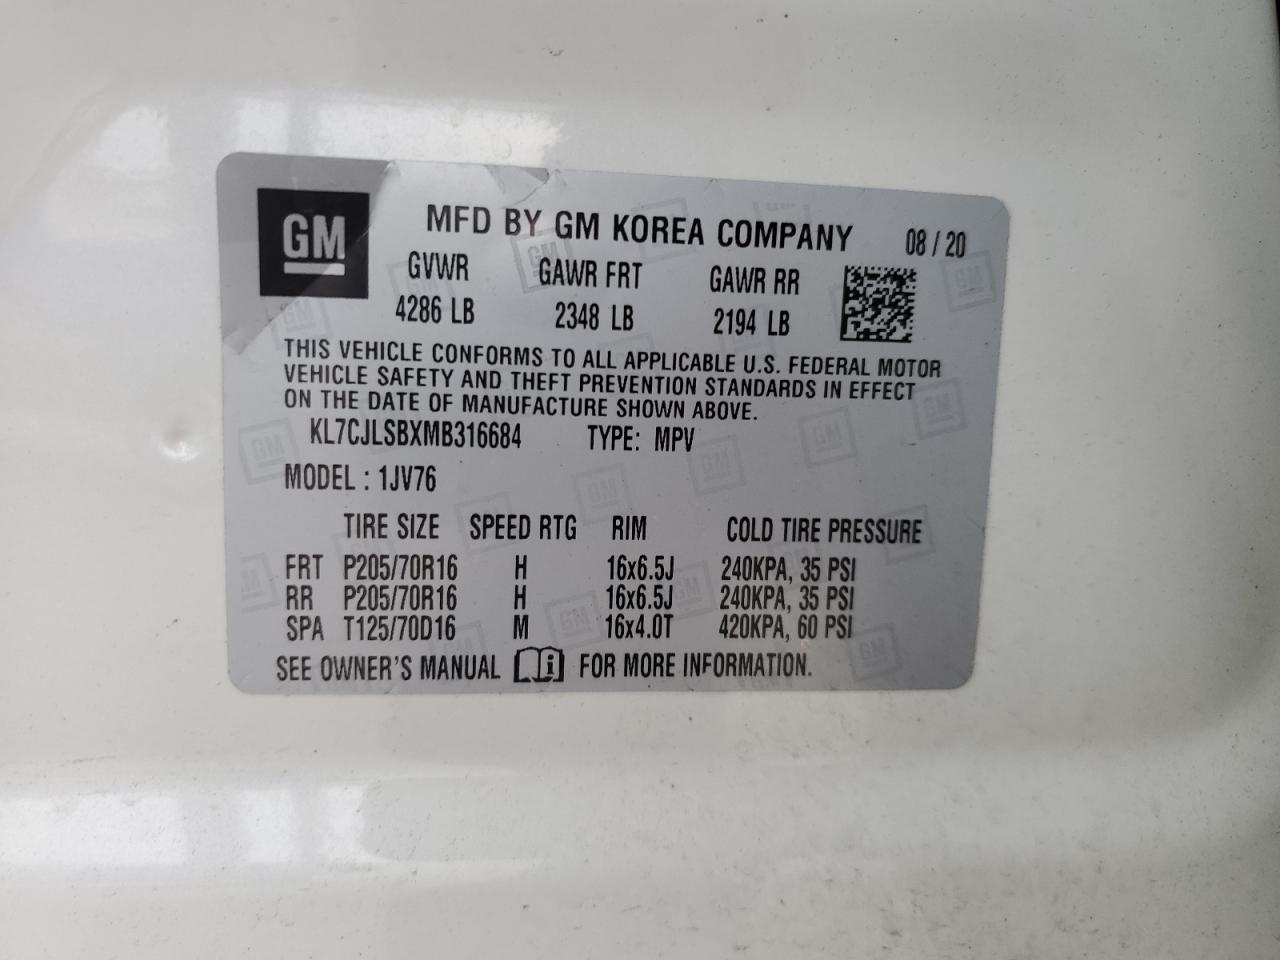 GM
MFD BY GM KOREA COMPANY 08 / 20
GVWR GAWR FRT GAWR RR
4286 LB 2348 LB 2194 LB
THIS VEHICLE CONFORMS TO ALL APPLICABLE U.S. FEDERAL MOTOR
VEHICLE SAFETY AND THEFT PREVENTION STANDARDS IN EFFECT
ON THE DATE OF MANUFACTURE SHOWN ABOVE.
KL7CJLSBXMB316684 TYPE: MPV
MODEL : 1JV76
TIRE SIZE SPEED RTG RIM COLD TIRE PRESSURE
FRT P205/70R16 H 16x6.5J 240KPA, 35 PSI
RR P205/70R16 H 16x6.5J 240KPA, 35 PSI
SPA T125/70D16 M 16x4.0T 420KPA, 60 PSI
SEE OWNER'S MANUAL i FOR MORE INFORMATION.